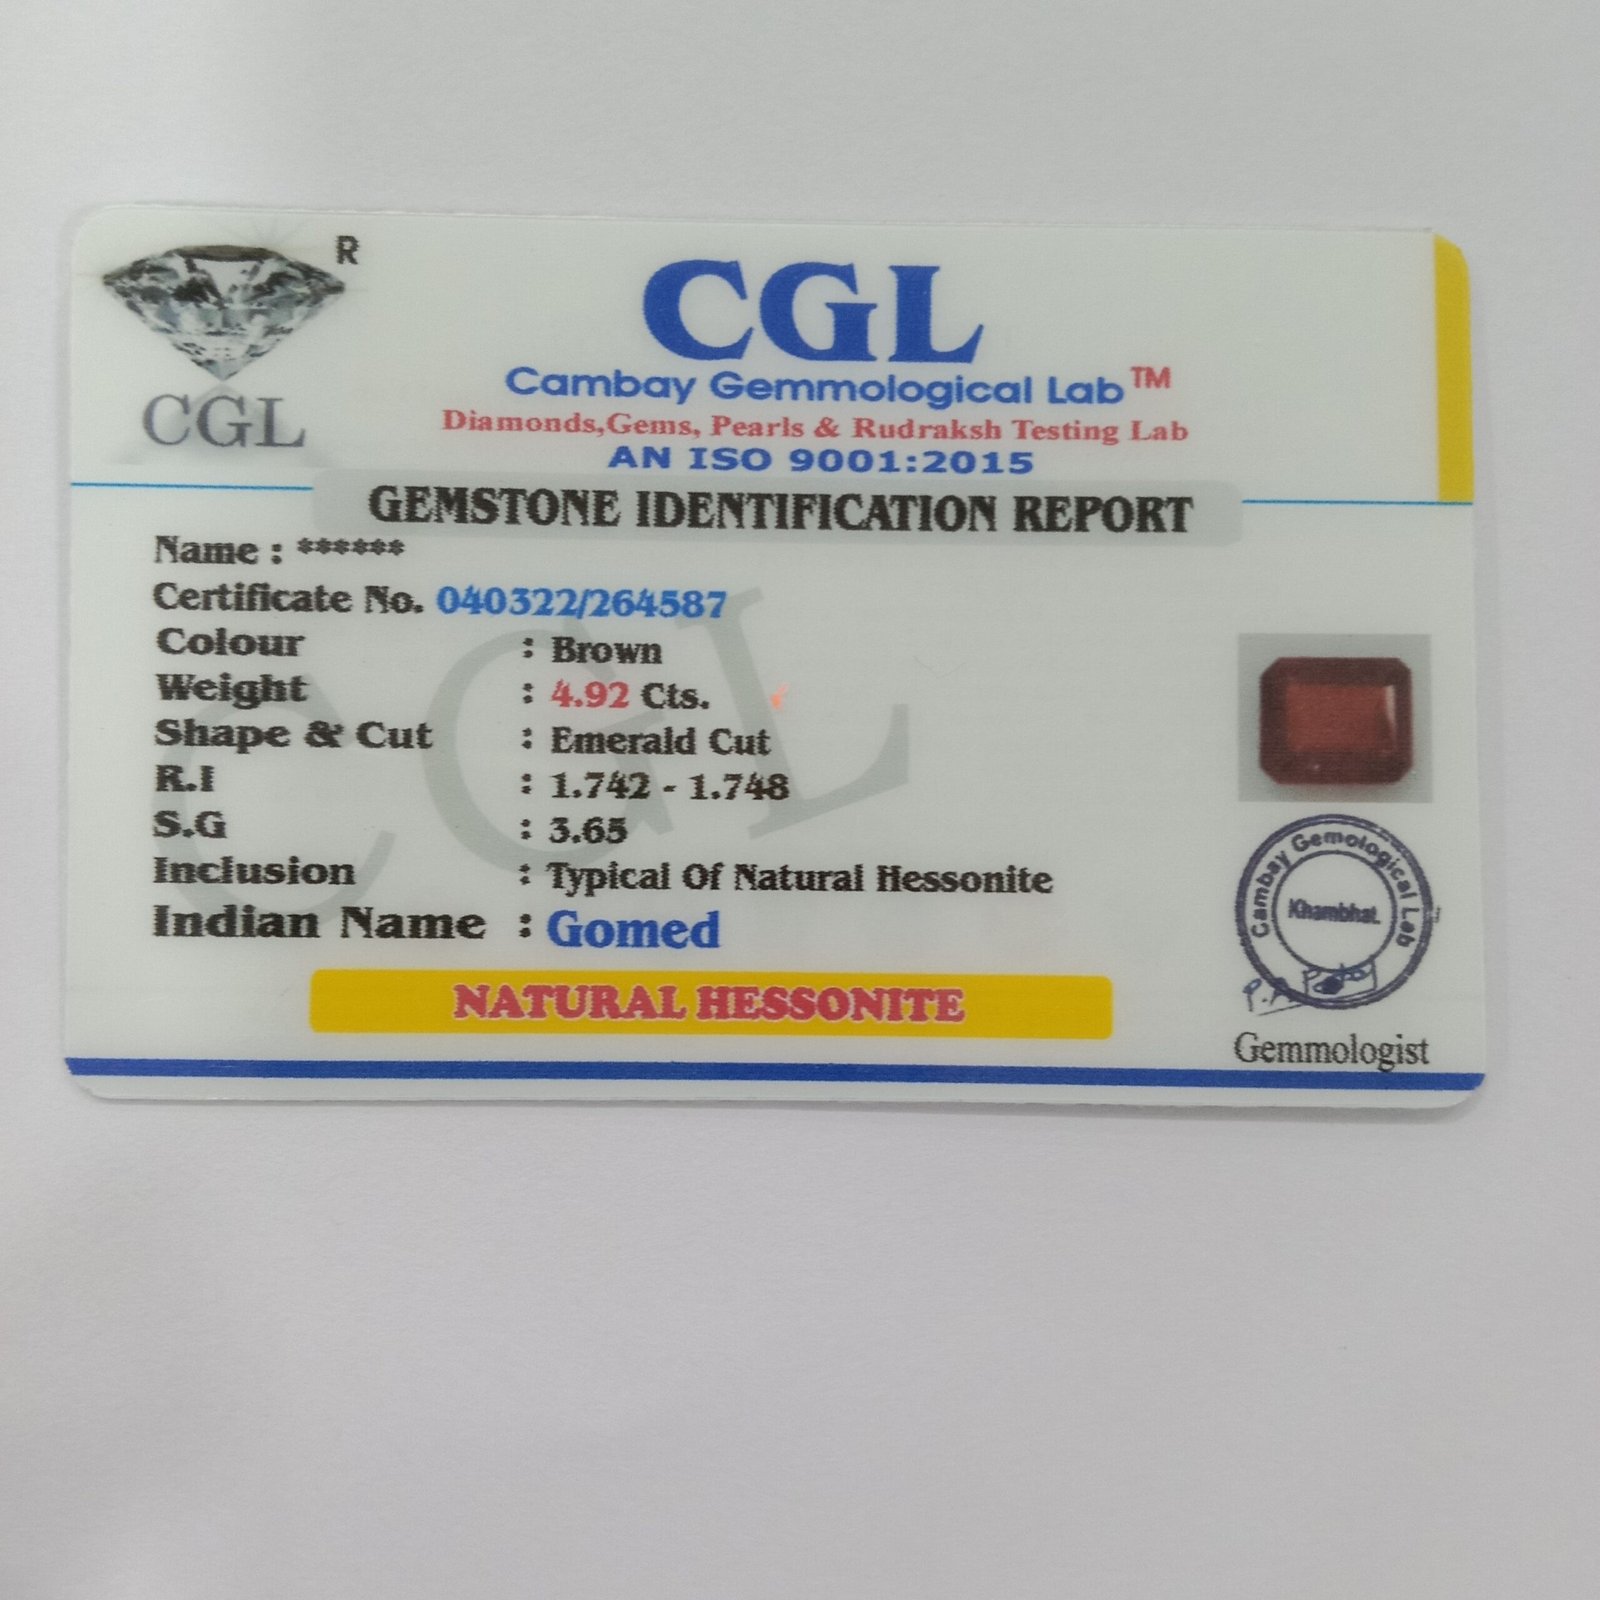 R
CGL
CGL
Cambay Gemmological Lab™
Diamonds,Gems, Pearls & Rudraksh Testing Lab
AN ISO 9001:2015
GEMSTONE IDENTIFICATION REPORT
Name : ******
Certificate No. 040322/264587
Colour : Brown
Weight : 4.92 Cts.
Shape & Cut : Emerald Cut
R.I : 1.742 - 1.748
S.G : 3.65
Inclusion : Typical Of Natural Hessonite
Indian Name : Gomed
NATURAL HESSONITE
CGL
Cambay Gemological Lab
Khambhat.
Gemmologist